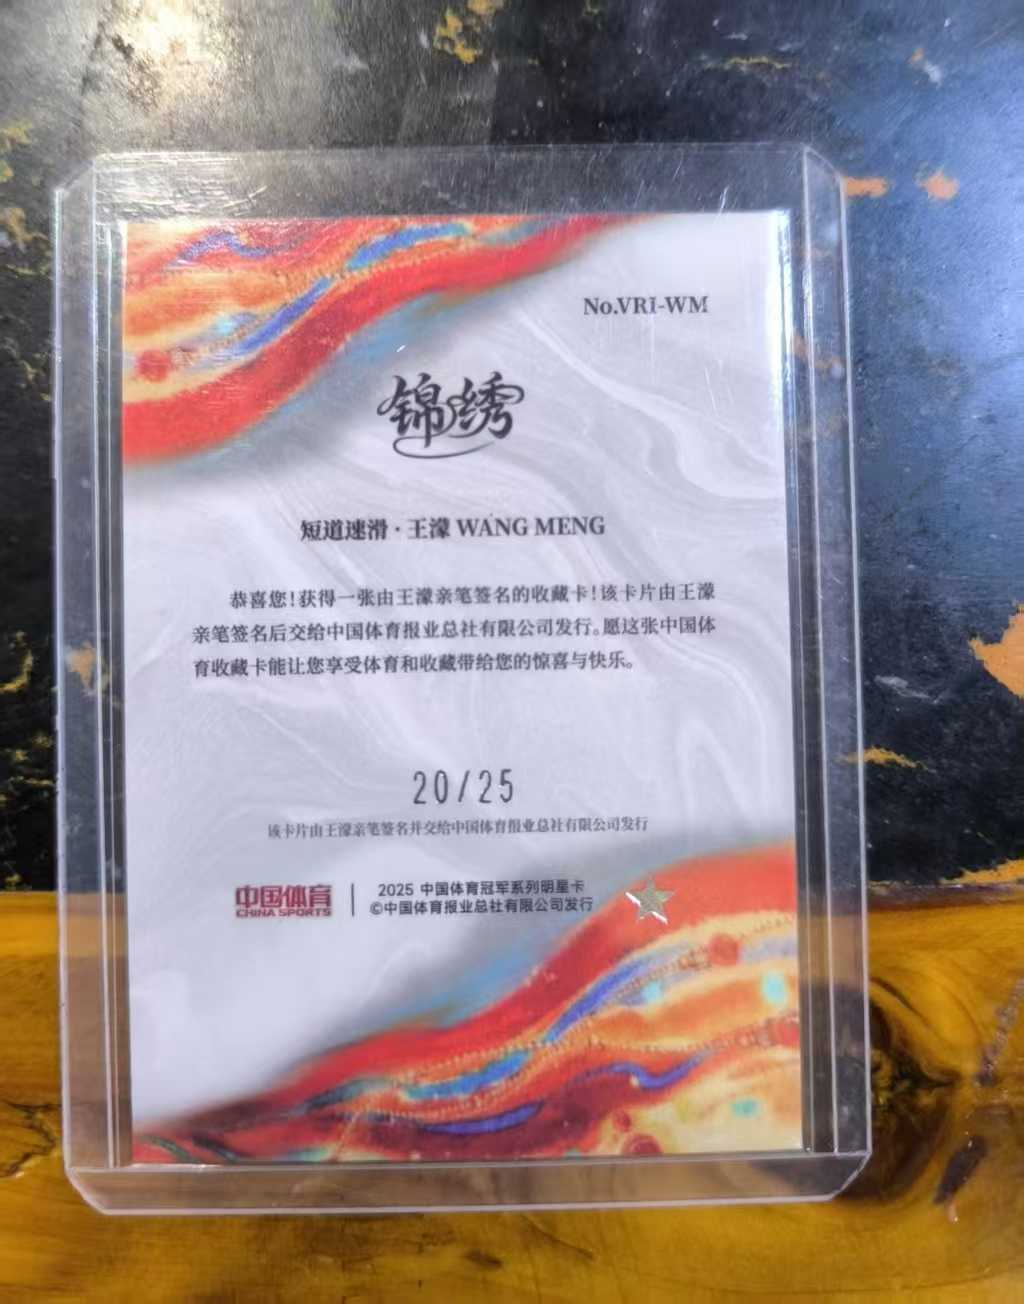 No.VRI-WM
锦绣
短道速滑·王濛 WANG MENG
恭喜您！获得一张由王濛亲笔签名的收藏卡！该卡片由王濛
亲笔签名后交给中国体育报业总社有限公司发行。愿这张中国体
育收藏卡能让您享受体育和收藏带给您的惊喜与快乐。
20/25
该卡片由王濛亲笔签名并交给中国体育报业总社有限公司发行
中国体育
CHINA SPORTS
2025 中国体育冠军系列明星卡
©中国体育报业总社有限公司发行